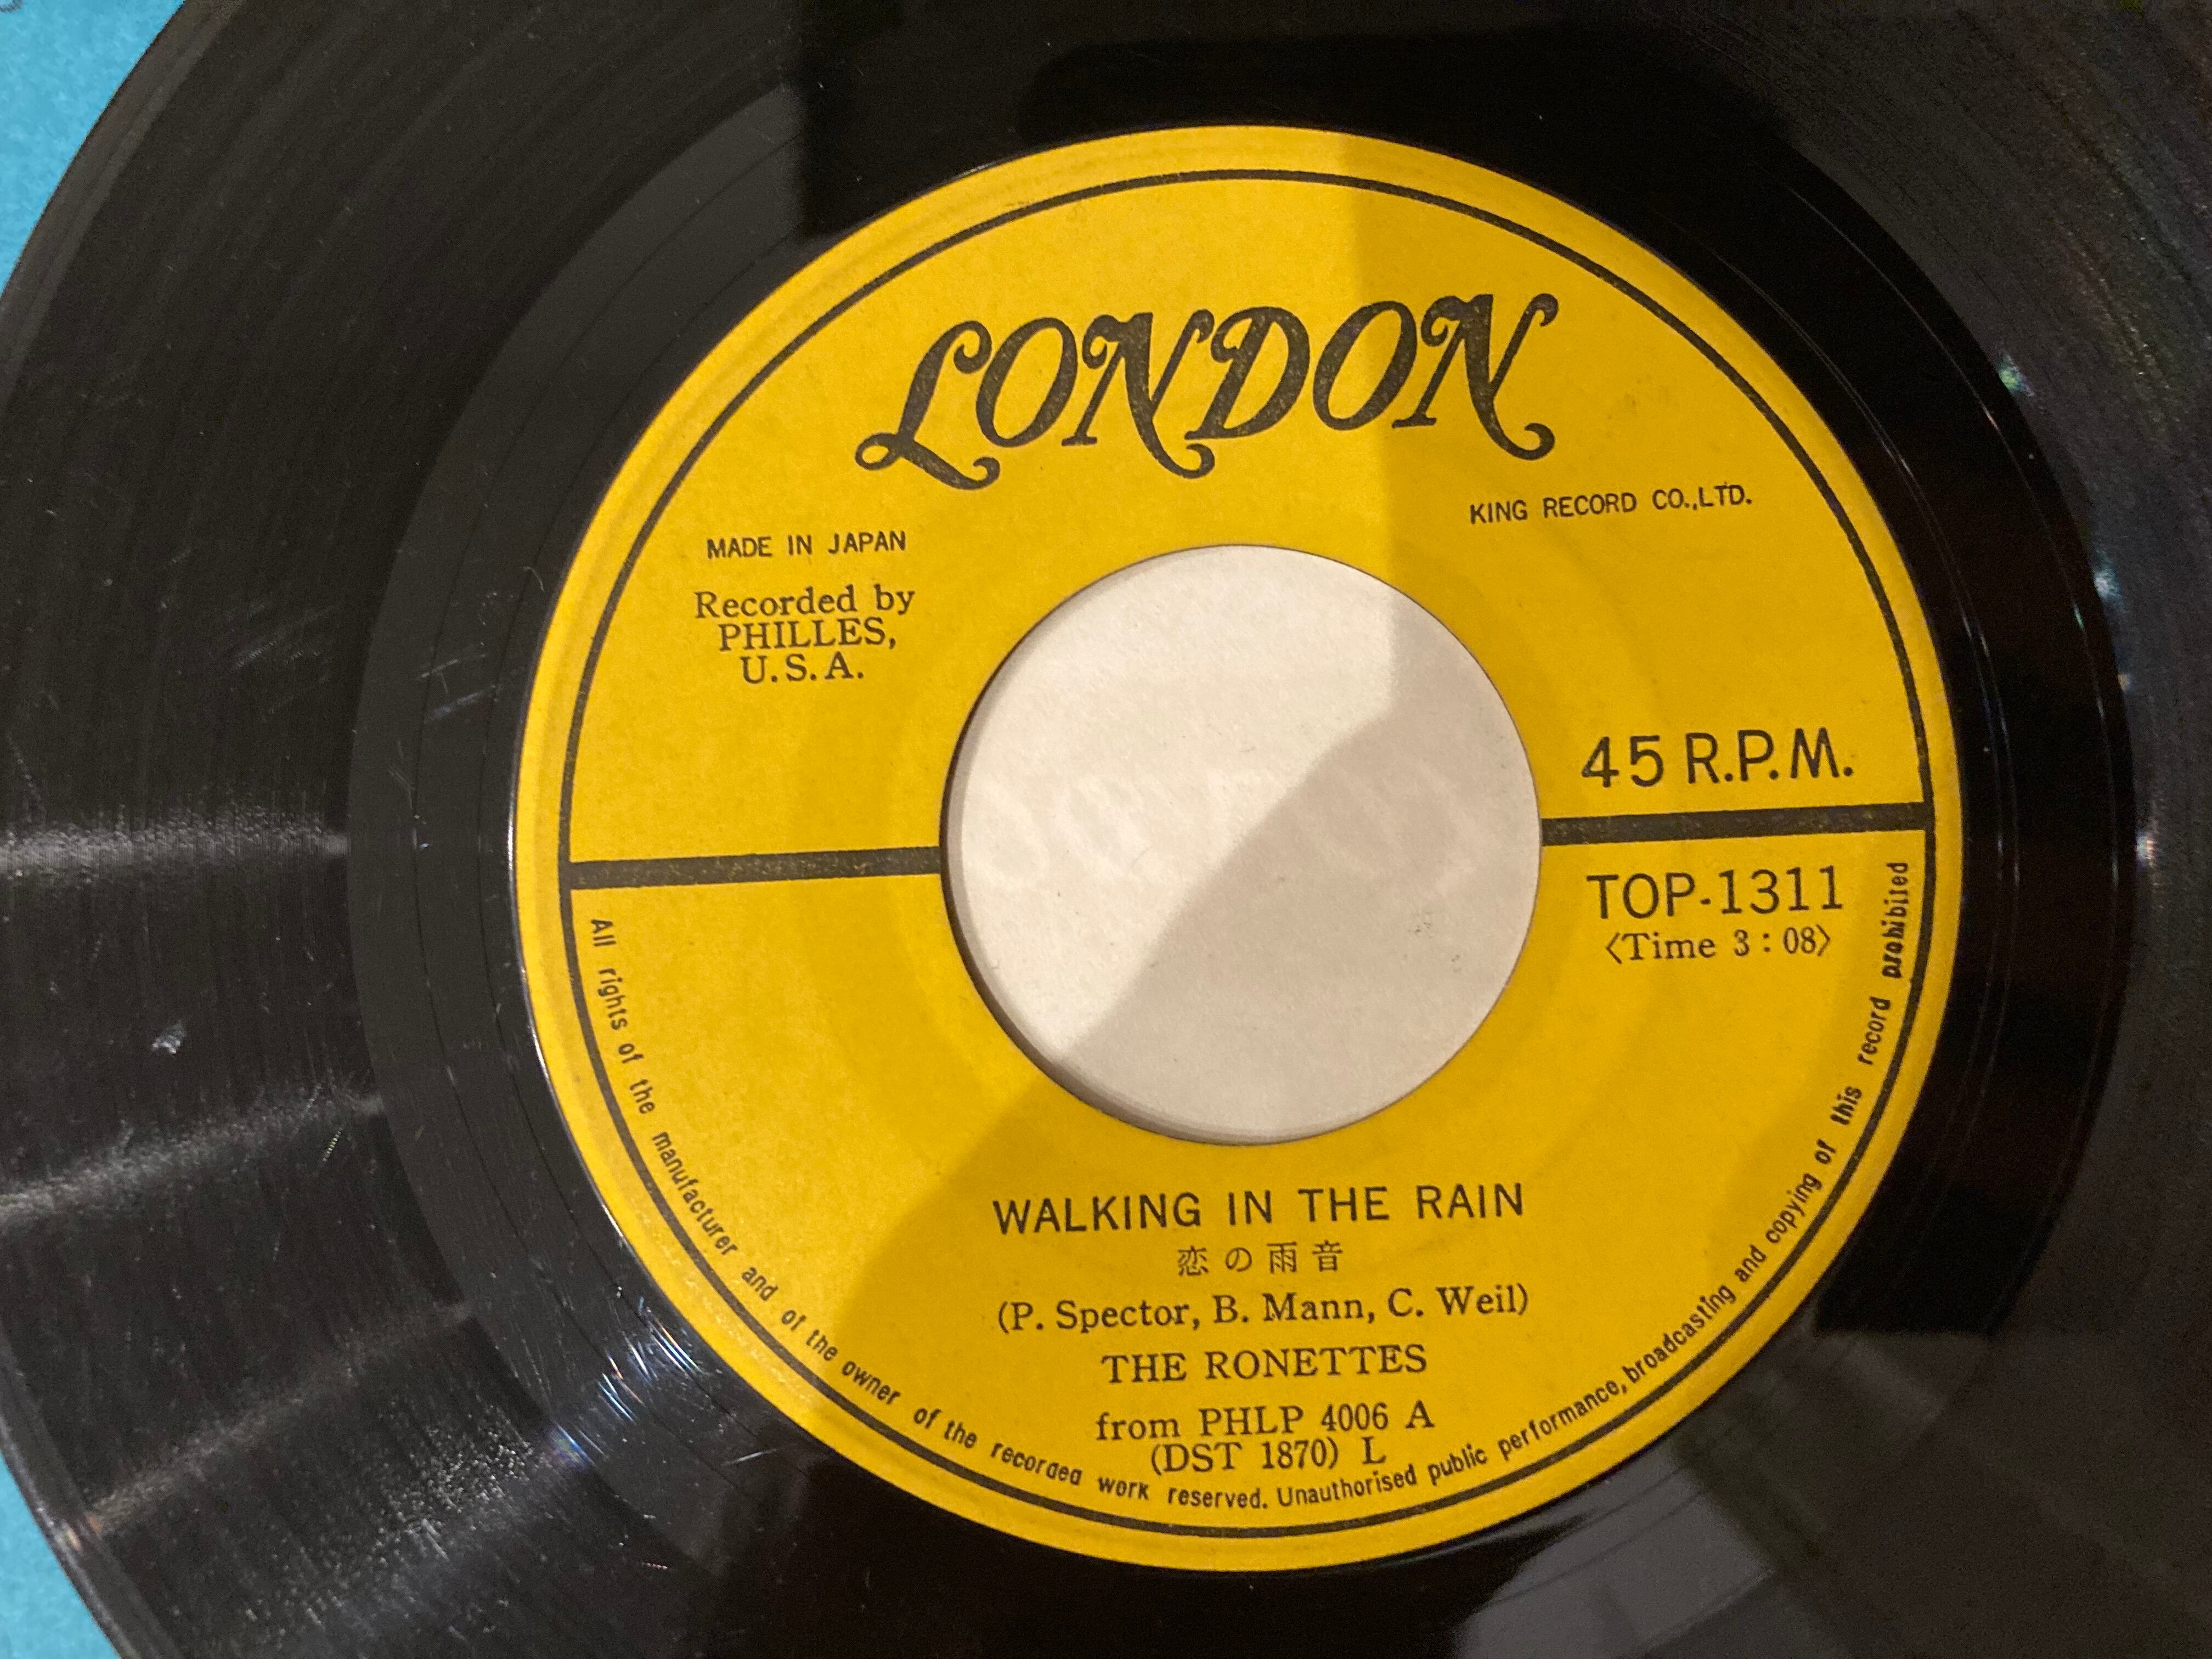 LONDON
KING RECORD CO.,LTD.
MADE IN JAPAN
Recorded by
PHILLES,
U.S.A.
45 R.P.M.
TOP-1311
〈Time 3:08〉
WALKING IN THE RAIN
恋の雨音
(P. Spector, B. Mann, C. Weil)
THE RONETTES
from PHLP 4006 A
(DST 1870) L
All rights of the manufacturer and of the owner of the recorded work reserved. Unauthorised public performance, broadcasting and copying of this record prohibited